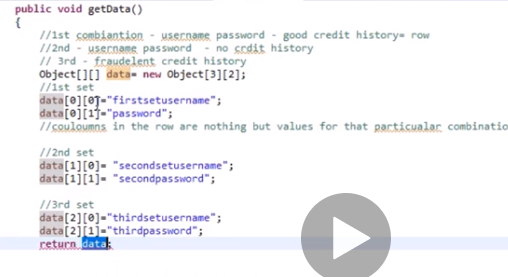 public void getData()
{
//1st combiantion - username password - good credit history= row
//2nd - username password - no crdit history
// 3rd - fraudelent credit history
Object[][] data= new Object[3][2];
//1st set
data[0][0]="firstsetusername";
data[0][1]="password";
//couloumns in the row are nothing but values for that particualar combinatio
//2nd set
data[1][0]= "secondsetusername";
data[1][1]= "secondpassword";
//3rd set
data[2][0]="thirdsetusername";
data[2][1]="thirdpassword";
return data;